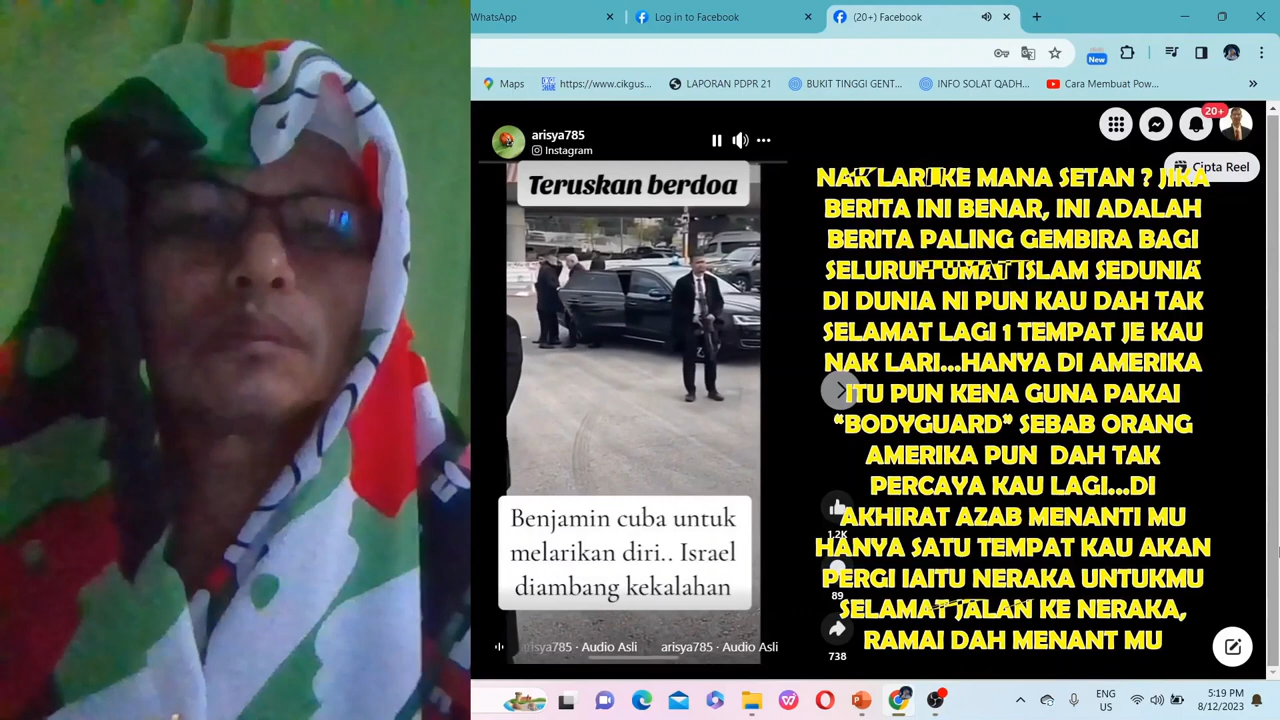 WhatsApp
Log in to Facebook
(20+) Facebook
New
Maps
https://www.cikgus...
LAPORAN PDPR 21
BUKIT TINGGI GENT...
INFO SOLAT QADH...
Cara Membuat Pow...
arisya785
Instagram
20+
Cipta Reel
Teruskan berdoa
Benjamin cuba untuk
melarikan diri.. Israel
diambang kekalahan
arisya785 · Audio Asli
arisya785 · Audio Asli
NAK LARI KE MANA SETAN ? JIKA
BERITA INI BENAR, INI ADALAH
BERITA PALING GEMBIRA BAGI
SELURUH UMAT ISLAM SEDUNIA
DI DUNIA NI PUN KAU DAH TAK
SELAMAT LAGI 1 TEMPAT JE KAU
NAK LARI...HANYA DI AMERIKA
ITU PUN KENA GUNA PAKAI
“BODYGUARD” SEBAB ORANG
AMERIKA PUN DAH TAK
PERCAYA KAU LAGI...DI
AKHIRAT AZAB MENANTI MU
HANYA SATU TEMPAT KAU AKAN
PERGI IAITU NERAKA UNTUKMU
SELAMAT JALAN KE NERAKA,
RAMAI DAH MENANT MU
1.2K
89
738
ENG
US
5:19 PM
8/12/2023